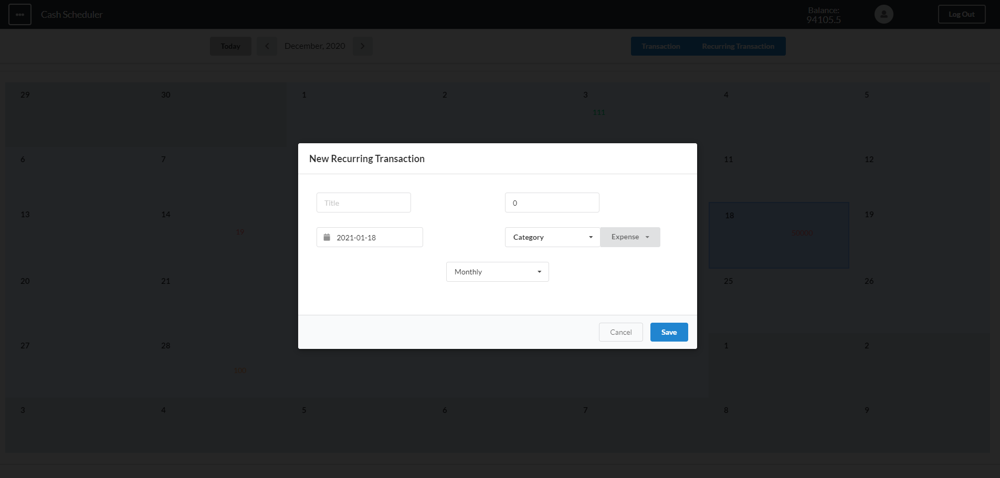 Cash Scheduler
Balance:
94105.5
Log Out
Today
December, 2020
Transaction
Recurring Transaction
29 30 1 2 3 4 5
111
6 7 11 12
New Recurring Transaction
Title
0
13 14 18 19
19
50000
2021-01-18
Category
Expense
Monthly
20 21 25 26
Cancel
Save
27 28 1 2
100
3 4 5 6 7 8 9